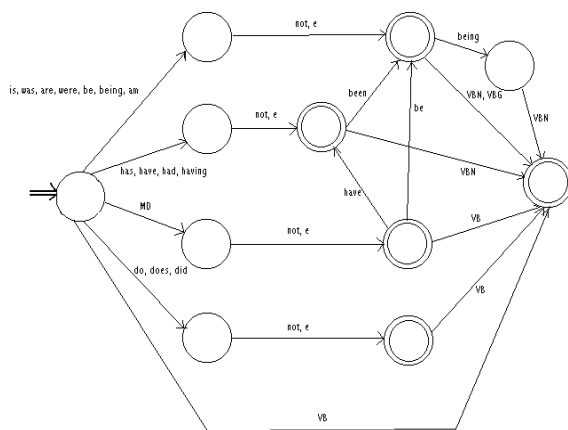 not, e
being
is, was, are, were, be, being, am
been
be
VBN, VBG
VBN
not, e
VBN
has, have, had, having
have
MD
VB
not, e
do, does, did
VB
not, e
VB